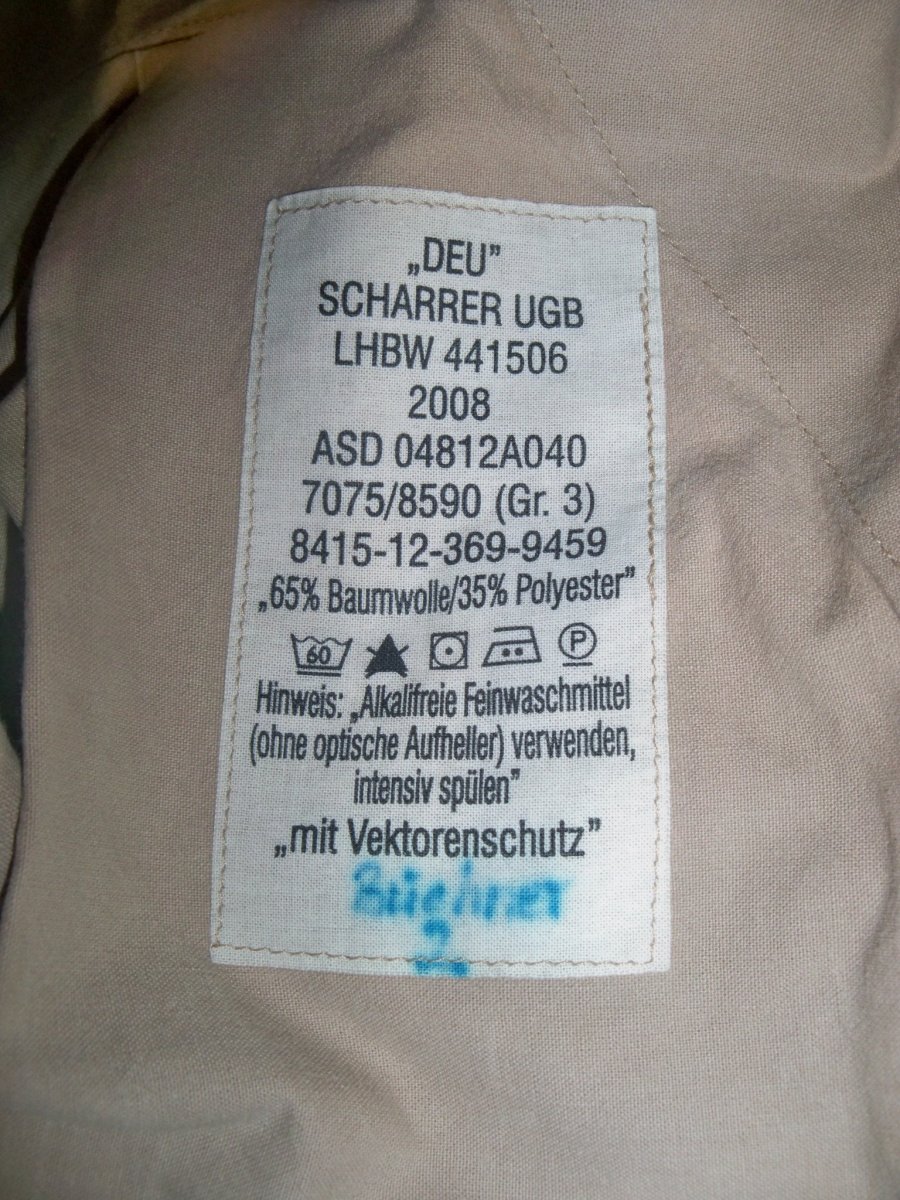 „DEU”
SCHARRER UGB
LHBW 441506
2008
ASD 04812A040
7075/8590 (Gr. 3)
8415-12-369-9459
„65% Baumwolle/35% Polyester”
60 P
Hinweis: „Alkalifreie Feinwaschmittel
(ohne optische Aufheller) verwenden,
intensiv spülen”
„mit Vektorenschutz”
2